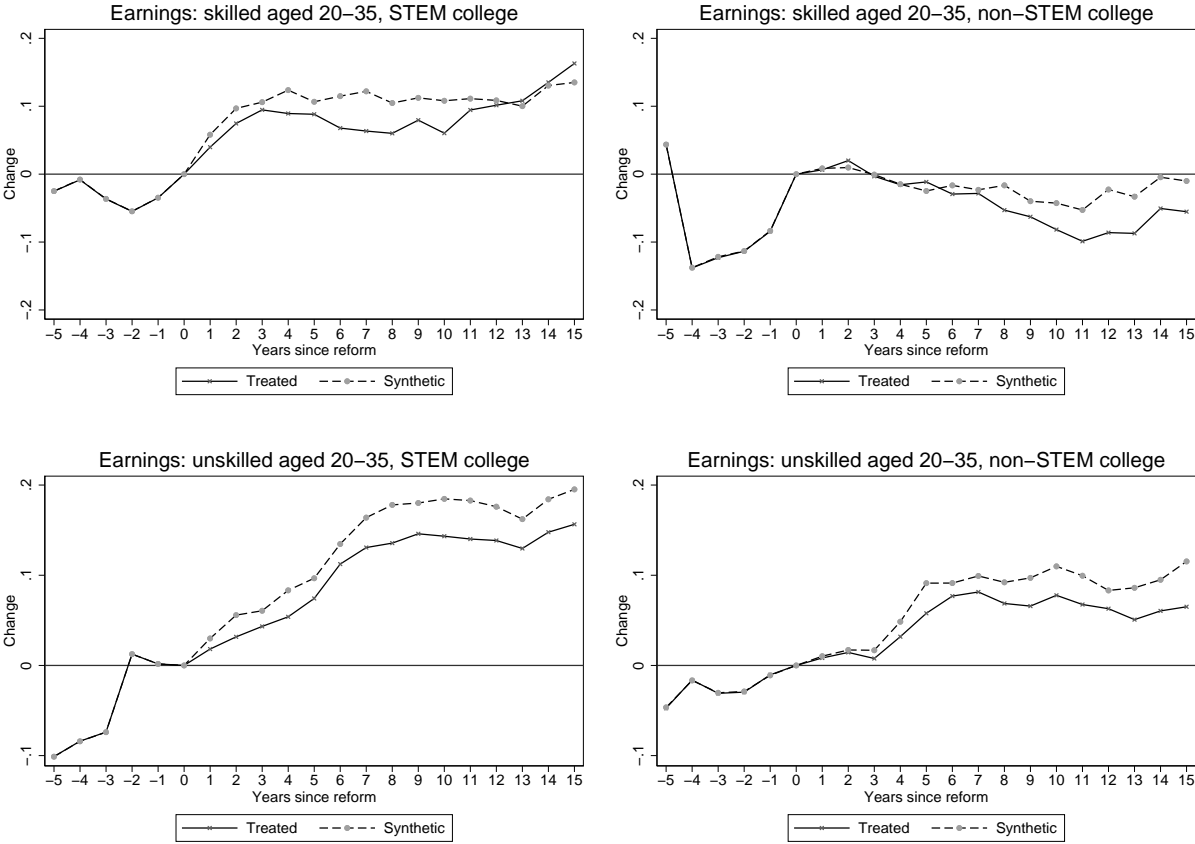 Earnings: skilled aged 20−35, STEM college
.2
.1
0
−.1
−.2
Change
−5 −4 −3 −2 −1 0 1 2 3 4 5 6 7 8 9 10 11 12 13 14 15
Years since reform
Treated Synthetic
Earnings: skilled aged 20−35, non−STEM college
.2
.1
0
−.1
−.2
Change
−5 −4 −3 −2 −1 0 1 2 3 4 5 6 7 8 9 10 11 12 13 14 15
Years since reform
Treated Synthetic
Earnings: unskilled aged 20−35, STEM college
.2
.1
0
−.1
Change
−5 −4 −3 −2 −1 0 1 2 3 4 5 6 7 8 9 10 11 12 13 14 15
Years since reform
Treated Synthetic
Earnings: unskilled aged 20−35, non−STEM college
.2
.1
0
−.1
Change
−5 −4 −3 −2 −1 0 1 2 3 4 5 6 7 8 9 10 11 12 13 14 15
Years since reform
Treated Synthetic